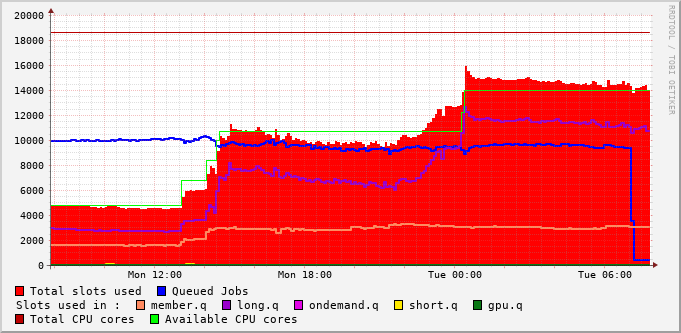 20000
18000
16000
14000
12000
10000
8000
6000
4000
2000
0
Mon 12:00 Mon 18:00 Tue 00:00 Tue 06:00
RRDTOOL / TOBI OETIKER
Total slots used Queued Jobs
Slots used in : member.q long.q ondemand.q short.q gpu.q
Total CPU cores Available CPU cores